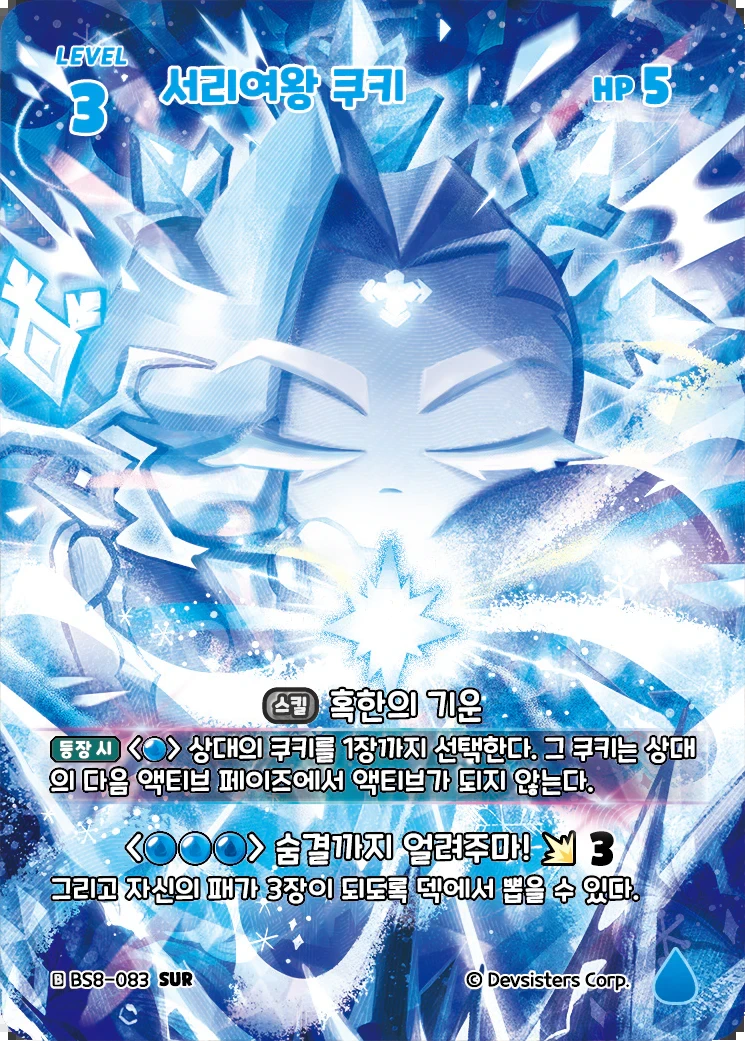 LEVEL
3
서리여왕 쿠키
HP 5
스킬 혹한의 기운
등장 시 < > 상대의 쿠키를 1장까지 선택한다. 그 쿠키는 상대
의 다음 액티브 페이즈에서 액티브가 되지 않는다.
< > 숨결까지 얼려주마! 3
그리고 자신의 패가 3장이 되도록 덱에서 뽑을 수 있다.
B BS8-083 SUR
© Devsisters Corp.